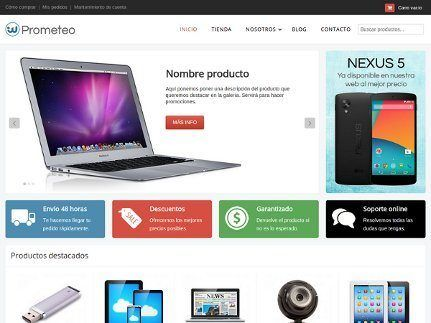 Cómo comprar | Mis pedidos | Mantenimiento de cuenta
Carro vacío
Prometeo
INICIO TIENDA NOSOTROS BLOG CONTACTO
Buscar productos...
Nombre producto
Aquí ponemos poner una descripción del producto que
queremos destacar en la galería. Servirá para hacer
promociones.
MÁS INFO
NEXUS 5
Ya disponible en nuestra
web al mejor precio
nexus
Envío 48 horas
Te hacemos llegar tu
pedido rápidamente.
Descuentos
Ofrecemos los mejores
precios posibles.
SALE
Garantizado
Devuelve el producto si
no es lo esperado.
Soporte online
Resolvemos todas las
dudas que tengas.
Productos destacados
NEWS